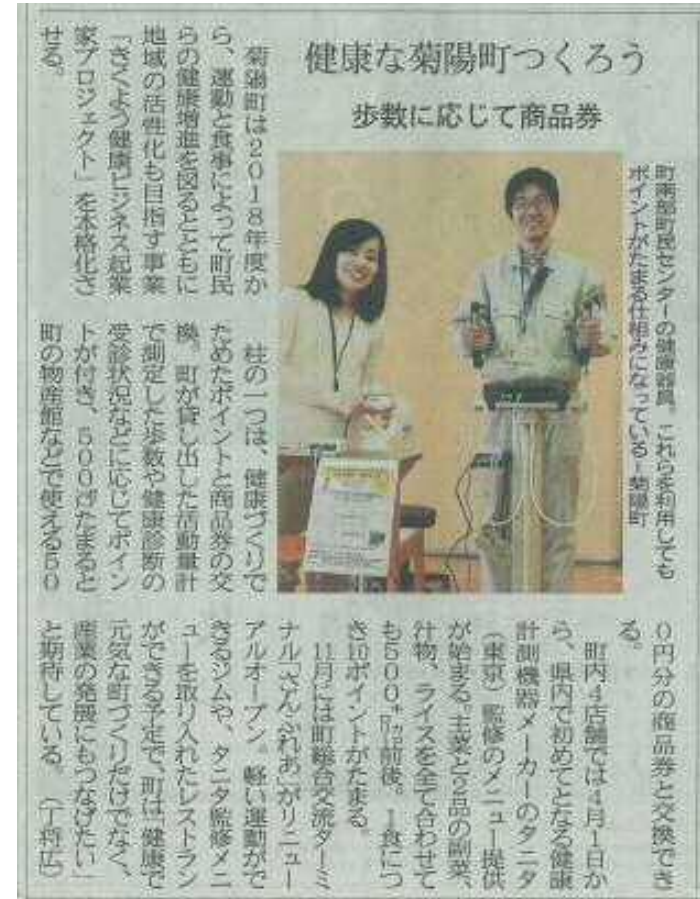 健康な菊陽町つくろう
歩数に応じて商品券
町南部町民センターの健康器具。これらを利用しても
ポイントがたまる仕組みになっている=菊陽町
菊陽町は2018年度か
ら、運動と食事によって町民
らの健康増進を図るとともに
地域の活性化も目指す事業
「きくよう健康ビジネス起業
家プロジェクト」を本格化さ
せる。
柱の一つは、健康づくりで
ためたポイントと商品券の交
換。町が貸し出した活動量計
で測定した歩数や健康診断の
受診状況などに応じてポイン
トが付き、500㌽たまると
町の物産館などで使える50
0円分の商品券と交換でき
る。
町内4店舗では4月1日か
ら、県内で初めてとなる健康
計測機器メーカーのタニタ
(東京)監修のメニュー提供
が始まる。主菜と2品の副菜、
汁物、ライスを全て合わせて
も500㌔㌍前後。1食につ
き10ポイントがたまる。
11月には町総合交流ターミ
ナル「さんふれあ」がリニュー
アルオープン。軽い運動がで
きるジムや、タニタ監修メニ
ューを取り入れたレストラン
ができる予定で、町は「健康で
元気な町づくりだけでなく、
産業の発展にもつなげたい」
と期待している。